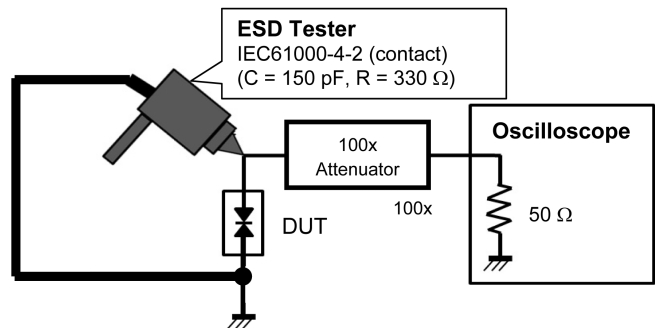 ESD Tester
IEC61000-4-2 (contact)
(C = 150 pF, R = 330 Ω)
100x
Attenuator
100x
Oscilloscope
50 Ω
DUT